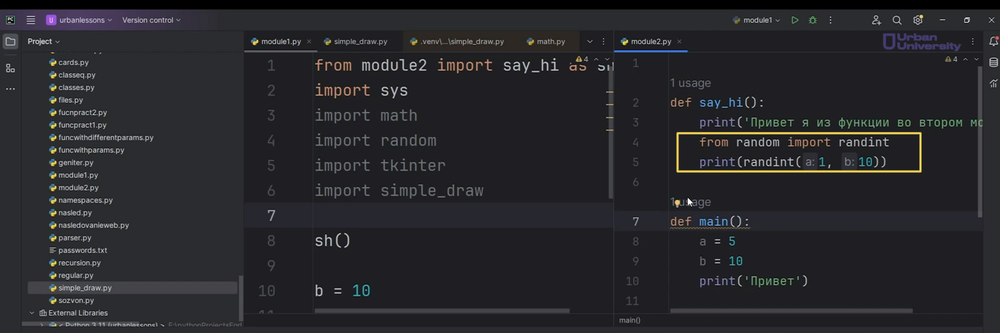 PC
U urbanlessons
Version control
module1
Project
cards.py
classeq.py
classes.py
files.py
fucnpract2.py
funcpract1.py
funcwithdifferentparams.py
funcwithparams.py
geniter.py
module1.py
module2.py
namespaces.py
nasled.py
nasledovanieweb.py
parser.py
passwords.txt
recursion.py
regular.py
simple_draw.py
sozvon.py
External Libraries
< Python 3.11 (urbanlessons) >
module1.py
simple_draw.py
.venv\...\simple_draw.py
math.py
4
1 from module2 import say_hi as
2 import sys
3 import math
4 import random
5 import tkinter
6 import simple_draw
7
8 sh()
9
10 b = 10
11
module2.py
Urban
University
4
1
1 usage
2 def say_hi():
3 print('Привет я из функции во втором
4 from random import randint
5 print(randint(a: 1, b: 10))
6
1 usage
7 def main():
8 a = 5
9 b = 10
10 print('Привет')
11
main()